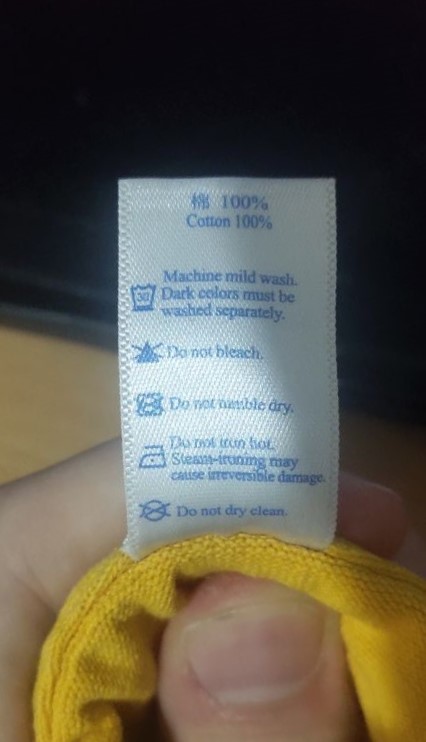 棉 100%
Cotton 100%
Machine mild wash.
30
Dark colors must be
washed separately.
Do not bleach.
Do not tumble dry.
Do not iron hot.
Steam-ironing may
cause irreversible damage.
Do not dry clean.